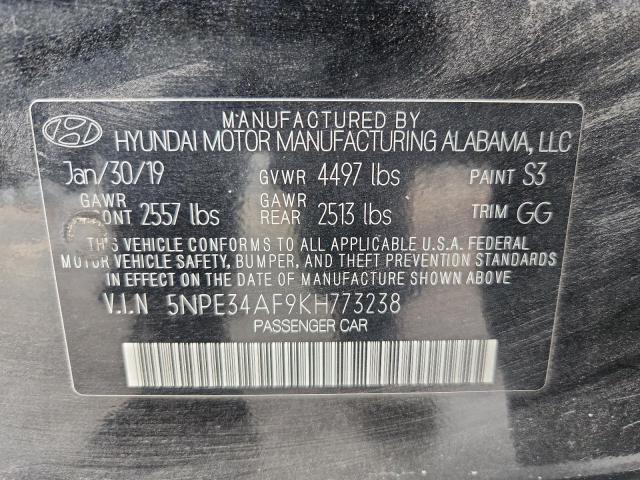 MANUFACTURED BY
HYUNDAI MOTOR MANUFACTURING ALABAMA, LLC
Jan/30/19 GVWR 4497 lbs PAINT S3
GAWR FRONT 2557 lbs GAWR REAR 2513 lbs TRIM GG
THIS VEHICLE CONFORMS TO ALL APPLICABLE U.S.A. FEDERAL
MOTOR VEHICLE SAFETY, BUMPER, AND THEFT PREVENTION STANDARDS
IN EFFECT ON THE DATE OF MANUFACTURE SHOWN ABOVE
V.I.N 5NPE34AF9KH773238
PASSENGER CAR